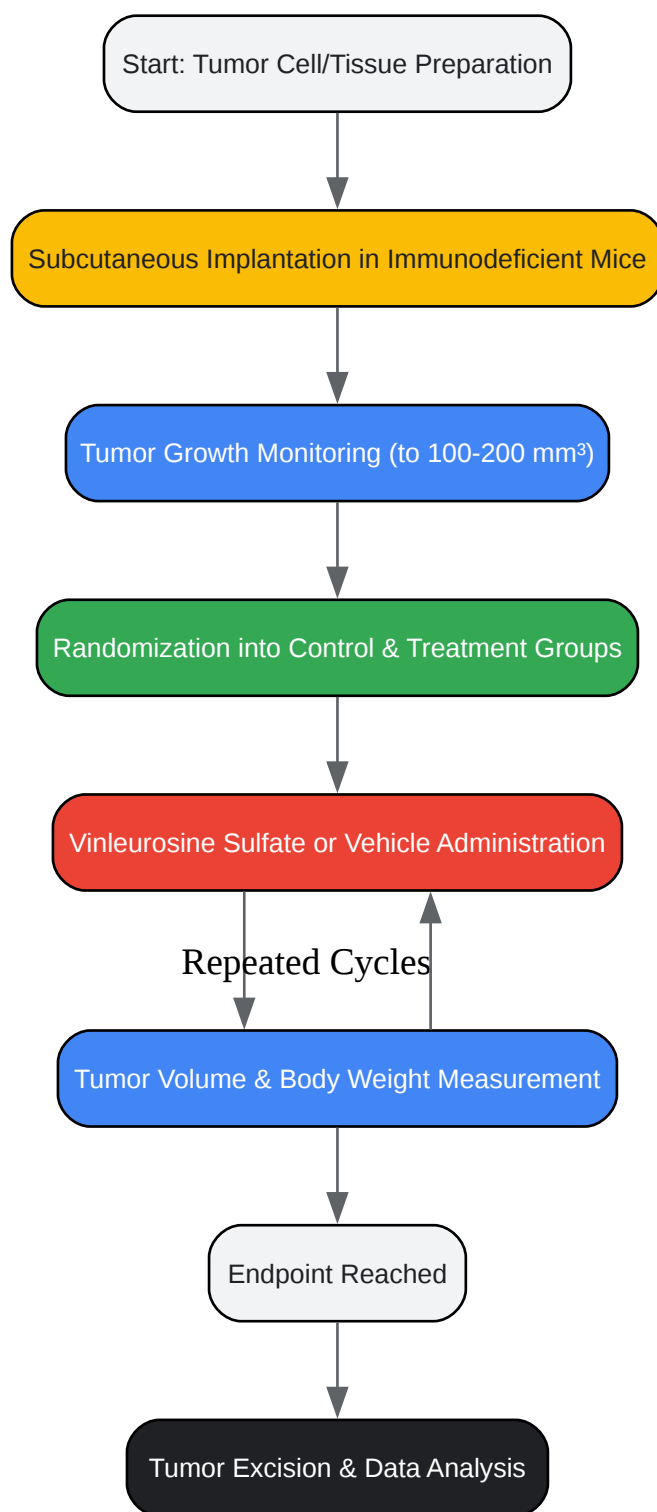 Start: Tumor Cell/Tissue Preparation
Subcutaneous Implantation in Immunodeficient Mice
Tumor Growth Monitoring (to 100-200 mm³)
Randomization into Control & Treatment Groups
Vinleurosine Sulfate or Vehicle Administration
Repeated Cycles
Tumor Volume & Body Weight Measurement
Endpoint Reached
Tumor Excision & Data Analysis